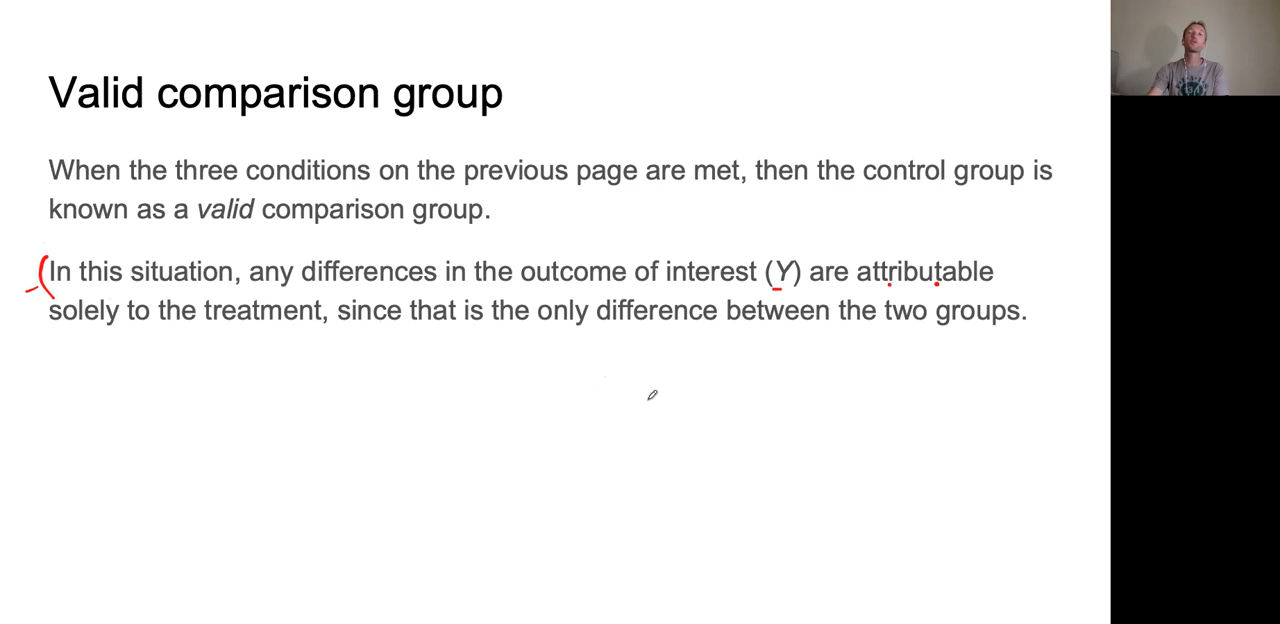 Valid comparison group
When the three conditions on the previous page are met, then the control group is
known as a valid comparison group.
In this situation, any differences in the outcome of interest (Y) are attributable
solely to the treatment, since that is the only difference between the two groups.